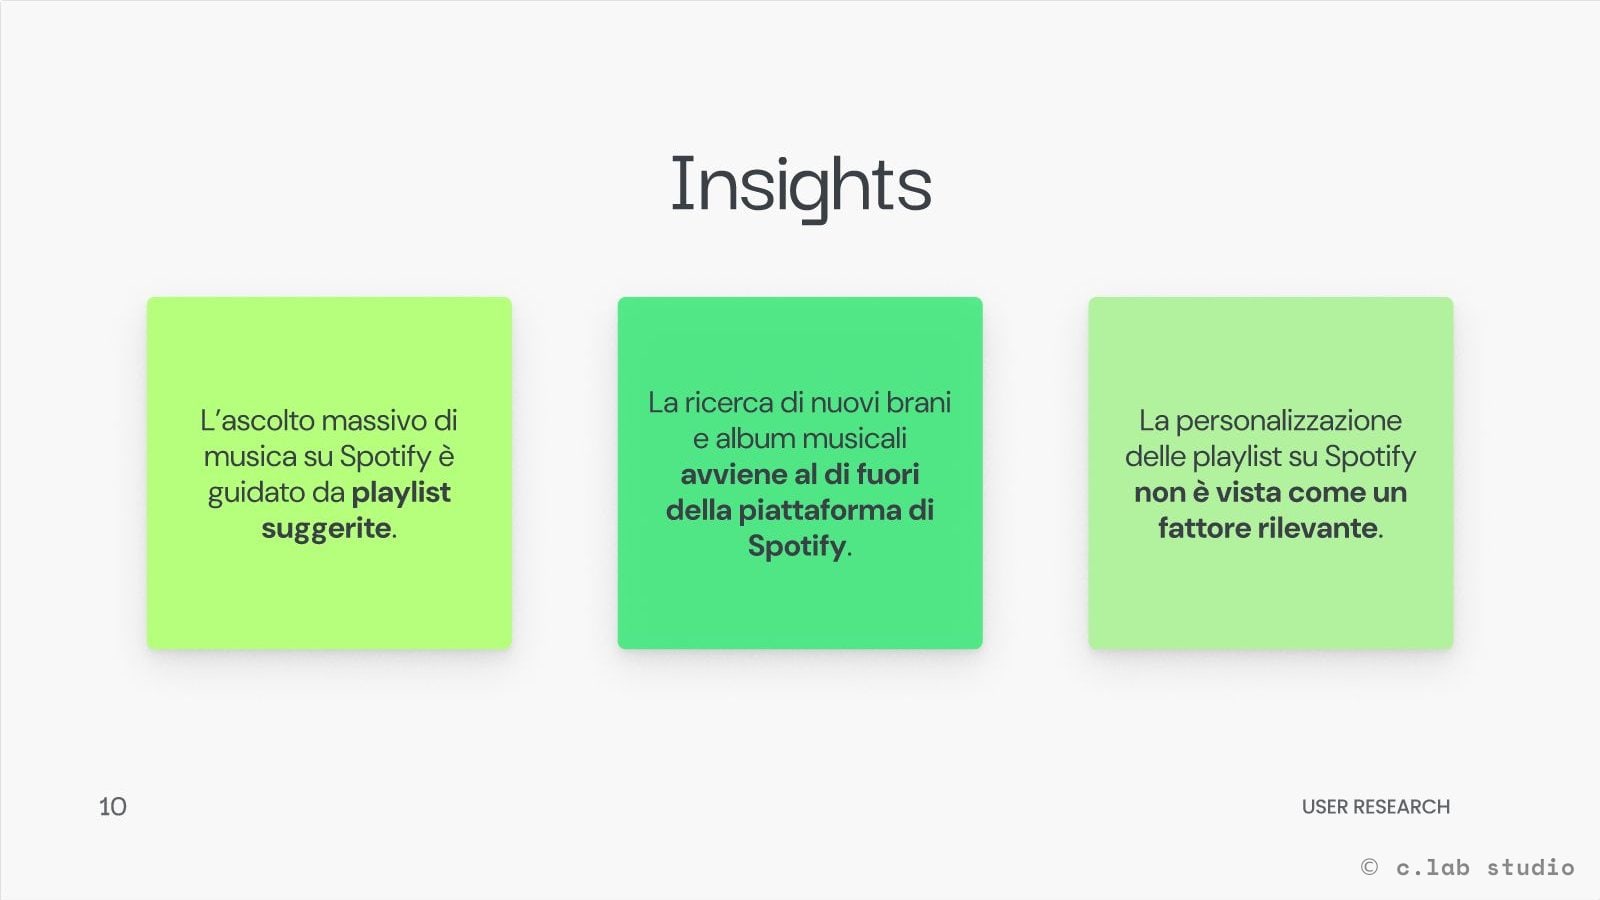 Insights
L’ascolto massivo di
musica su Spotify è
guidato da playlist
suggerite.
La ricerca di nuovi brani
e album musicali
avviene al di fuori
della piattaforma di
Spotify.
La personalizzazione
delle playlist su Spotify
non è vista come un
fattore rilevante.
10
USER RESEARCH
© c.lab studio